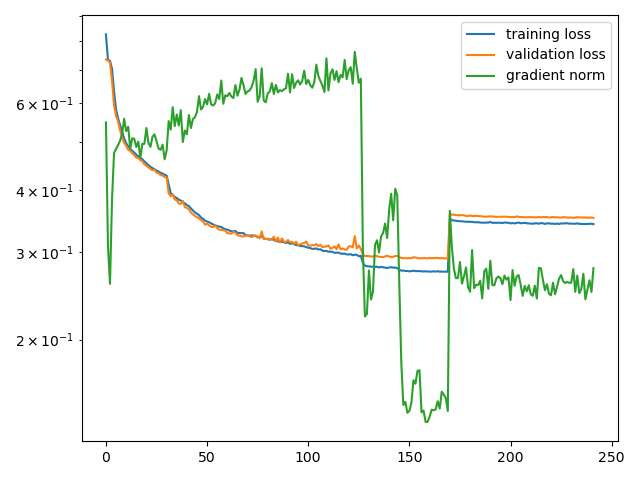 training loss
validation loss
gradient norm
6 × 10⁻¹
4 × 10⁻¹
3 × 10⁻¹
2 × 10⁻¹
0 50 100 150 200 250